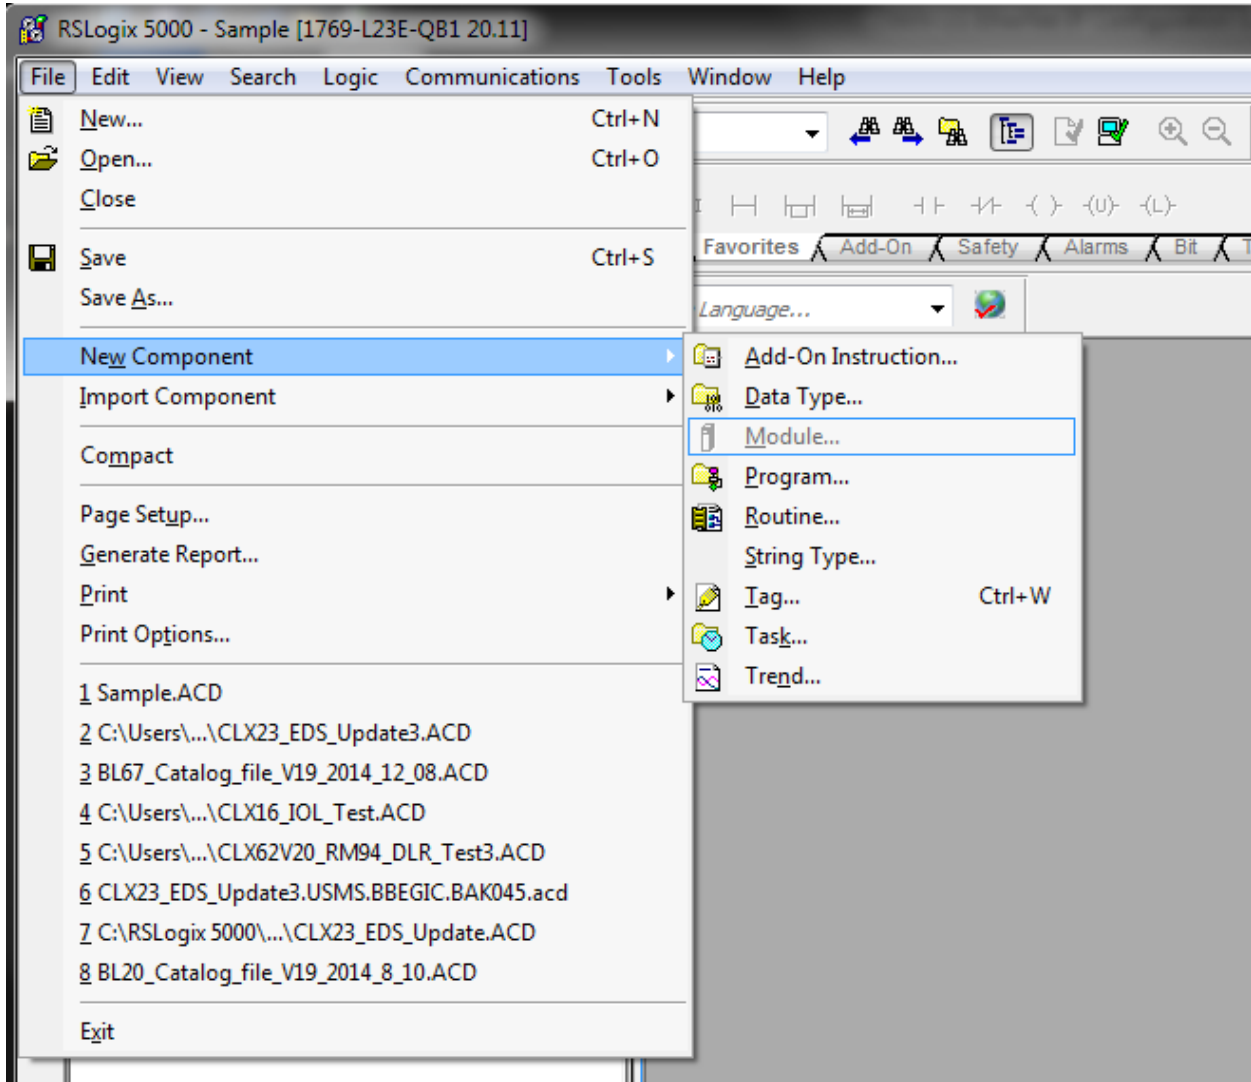 RSLogix 5000 - Sample [1769-L23E-QB1 20.11]
File Edit View Search Logic Communications Tools Window Help
New... Ctrl+N
Open... Ctrl+O
Close
Save Ctrl+S
Save As...
New Component
Import Component
Compact
Page Setup...
Generate Report...
Print
Print Options...
1 Sample.ACD
2 C:\Users\...\CLX23_EDS_Update3.ACD
3 BL67_Catalog_file_V19_2014_12_08.ACD
4 C:\Users\...\CLX16_IOL_Test.ACD
5 C:\Users\...\CLX62V20_RM94_DLR_Test3.ACD
6 CLX23_EDS_Update3.USMS.BBEGIC.BAK045.acd
7 C:\RSLogix 5000\...\CLX23_EDS_Update.ACD
8 BL20_Catalog_file_V19_2014_8_10.ACD
Exit
Favorites Add-On Safety Alarms Bit
Language...
Add-On Instruction...
Data Type...
Module...
Program...
Routine...
String Type...
Tag... Ctrl+W
Task...
Trend...